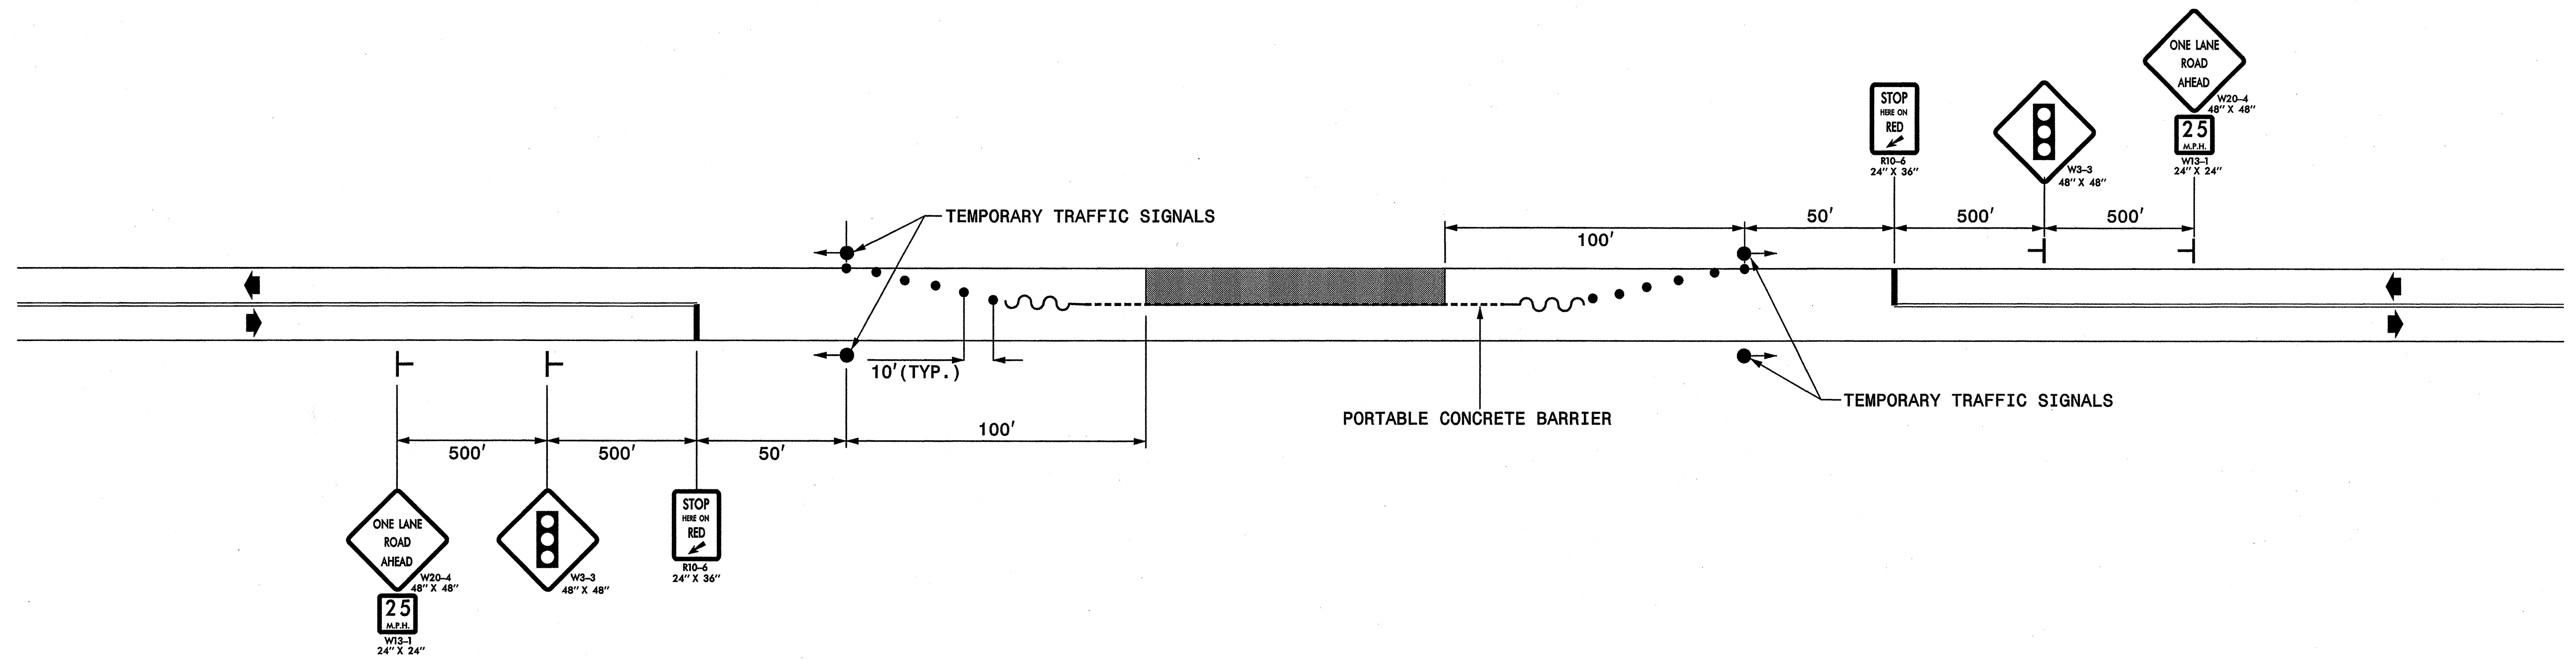 ONE LANE
ROAD
AHEAD
W20-4
48" X 48"
25
M.P.H.
W13-1
24" X 24"
STOP
HERE ON
RED
R10-6
24" X 36"
W3-3
48" X 48"
TEMPORARY TRAFFIC SIGNALS
100'
50'
500'
500'
10'(TYP.)
PORTABLE CONCRETE BARRIER
TEMPORARY TRAFFIC SIGNALS
500'
500'
50'
100'
ONE LANE
ROAD
AHEAD
W20-4
48" X 48"
25
M.P.H.
W13-1
24" X 24"
W3-3
48" X 48"
STOP
HERE ON
RED
R10-6
24" X 36"